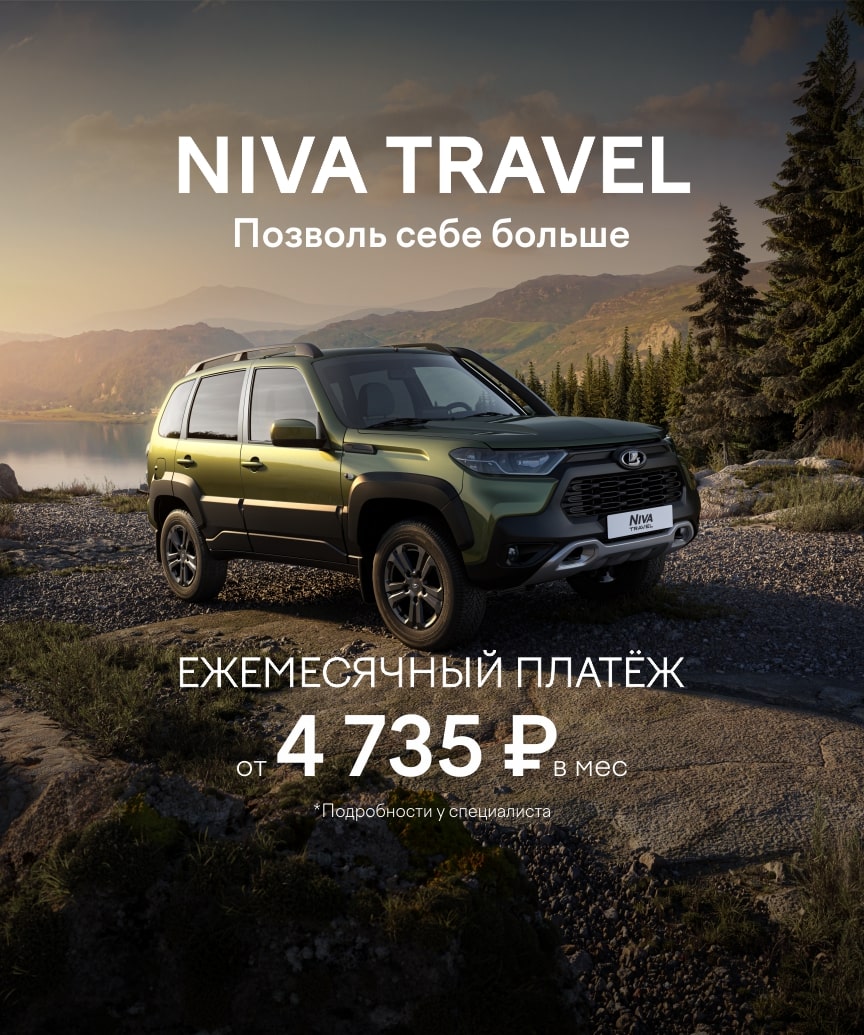 NIVA TRAVEL
Позволь себе больше
NIVA
TRAVEL
ЕЖЕМЕСЯЧНЫЙ ПЛАТЁЖ
от 4 735 ₽ в мес
*Подробности у специалиста